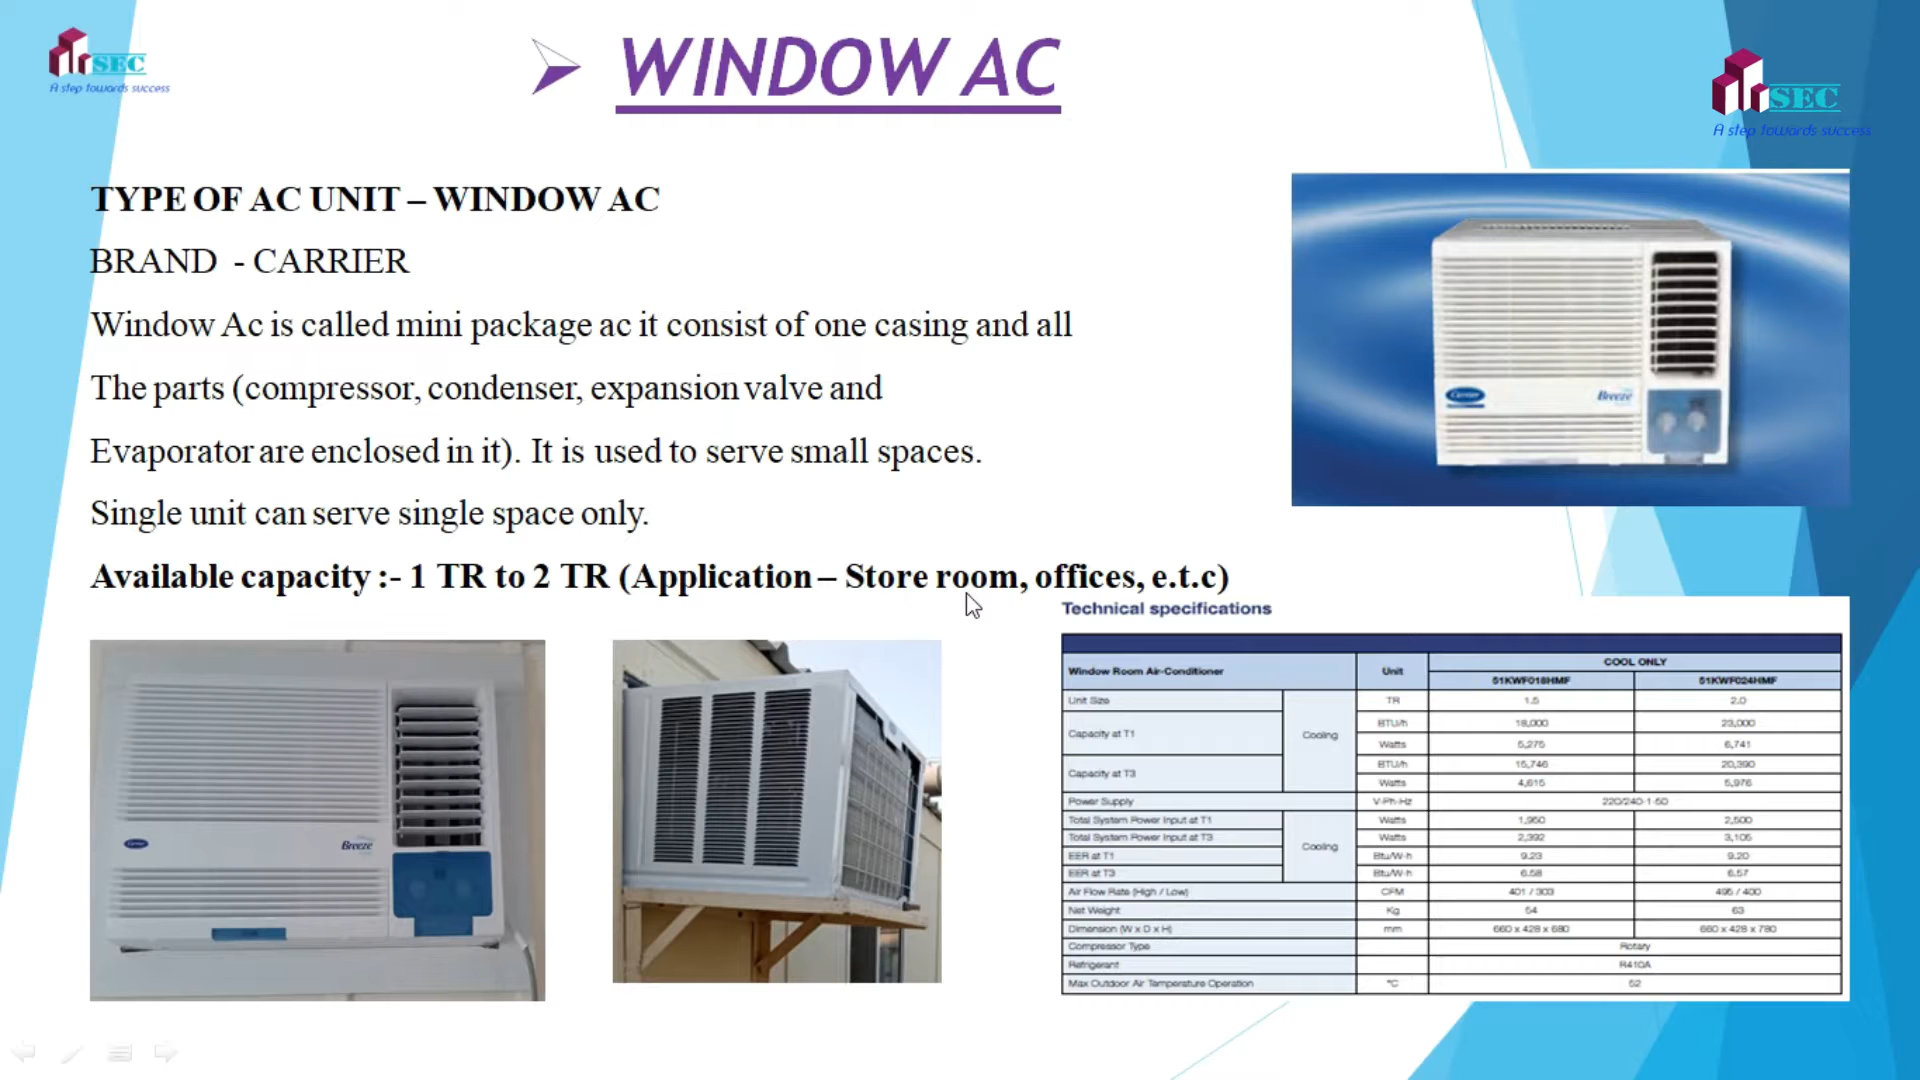 SEC
A step towards success
WINDOW AC
SEC
A step towards success
TYPE OF AC UNIT – WINDOW AC
BRAND - CARRIER
Window Ac is called mini package ac it consist of one casing and all
The parts (compressor, condenser, expansion valve and
Evaporator are enclosed in it). It is used to serve small spaces.
Single unit can serve single space only.
Available capacity :- 1 TR to 2 TR (Application – Store room, offices, e.t.c)
Carrier
Breeze
Carrier
Breeze
Technical specifications
Window Room Air-Conditioner Unit COOL ONLY
51KWF018HMF 51KWF024HMF
Unit Size Cooling TR 1.5 2.0
Capacity at T1 BTU/h 18,000 23,000
Watts 5,275 6,741
Capacity at T3 BTU/h 15,746 20,390
Watts 4,615 5,976
Power Supply V-Ph-Hz 220/240-1-50
Total System Power Input at T1 Cooling Watts 1,950 2,500
Total System Power Input at T3 Watts 2,392 3,105
EER at T1 Btu/W-h 9.23 9.20
EER at T3 Btu/W-h 6.58 6.57
Air Flow Rate (High / Low) CFM 401 / 303 495 / 400
Net Weight Kg 54 63
Dimension (W x D x H) mm 660 x 428 x 680 660 x 428 x 780
Compressor Type Rotary
Refrigerant R410A
Max Outdoor Air Temperature Operation °C 52